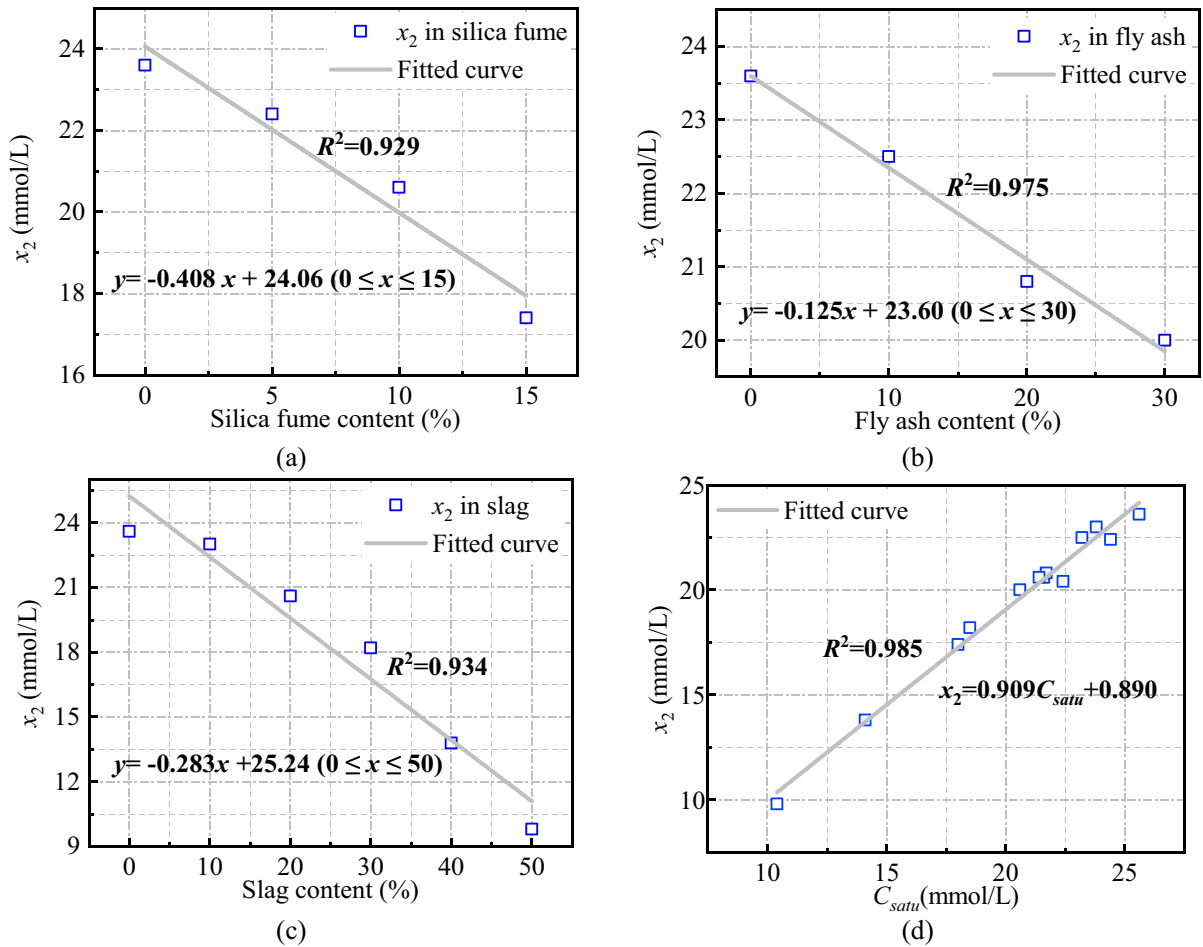 x₂ in silica fume
Fitted curve
R²=0.929
y= -0.408 x + 24.06 (0 ≤ x ≤ 15)
24
22
20
18
16
0 5 10 15
x₂ (mmol/L)
Silica fume content (%)
(a)
x₂ in fly ash
Fitted curve
R²=0.975
y= -0.125x + 23.60 (0 ≤ x ≤ 30)
24
23
22
21
20
0 10 20 30
x₂ (mmol/L)
Fly ash content (%)
(b)
x₂ in slag
Fitted curve
R²=0.934
y= -0.283x +25.24 (0 ≤ x ≤ 50)
24
21
18
15
12
9
0 10 20 30 40 50
x₂ (mmol/L)
Slag content (%)
(c)
Fitted curve
R²=0.985
x₂=0.909C_satu+0.890
25
20
15
10
10 15 20 25
x₂ (mmol/L)
C_satu(mmol/L)
(d)